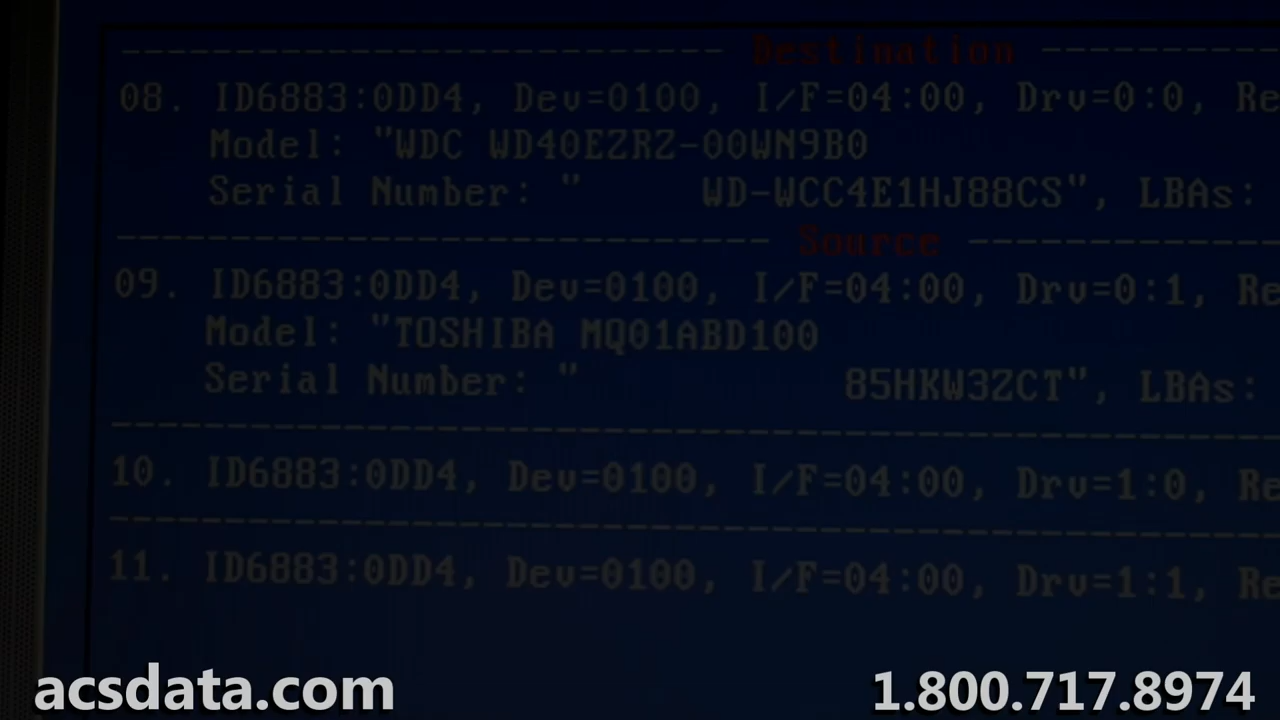 ------------------------ Destination --------
08. ID6883:0DD4, Dev=0100, I/F=04:00, Drv=0:0, Re
Model: "WDC WD40EZRZ-00WN9B0
Serial Number: " WD-WCC4E1HJ88CS", LBAs:
-------------------------- Source -----------
09. ID6883:0DD4, Dev=0100, I/F=04:00, Drv=0:1, Re
Model: "TOSHIBA MQ01ABD100
Serial Number: " 85HKW3ZCT", LBAs:
10. ID6883:0DD4, Dev=0100, I/F=04:00, Drv=1:0, Re
11. ID6883:0DD4, Dev=0100, I/F=04:00, Drv=1:1, Re
acsdata.com 1.800.717.8974